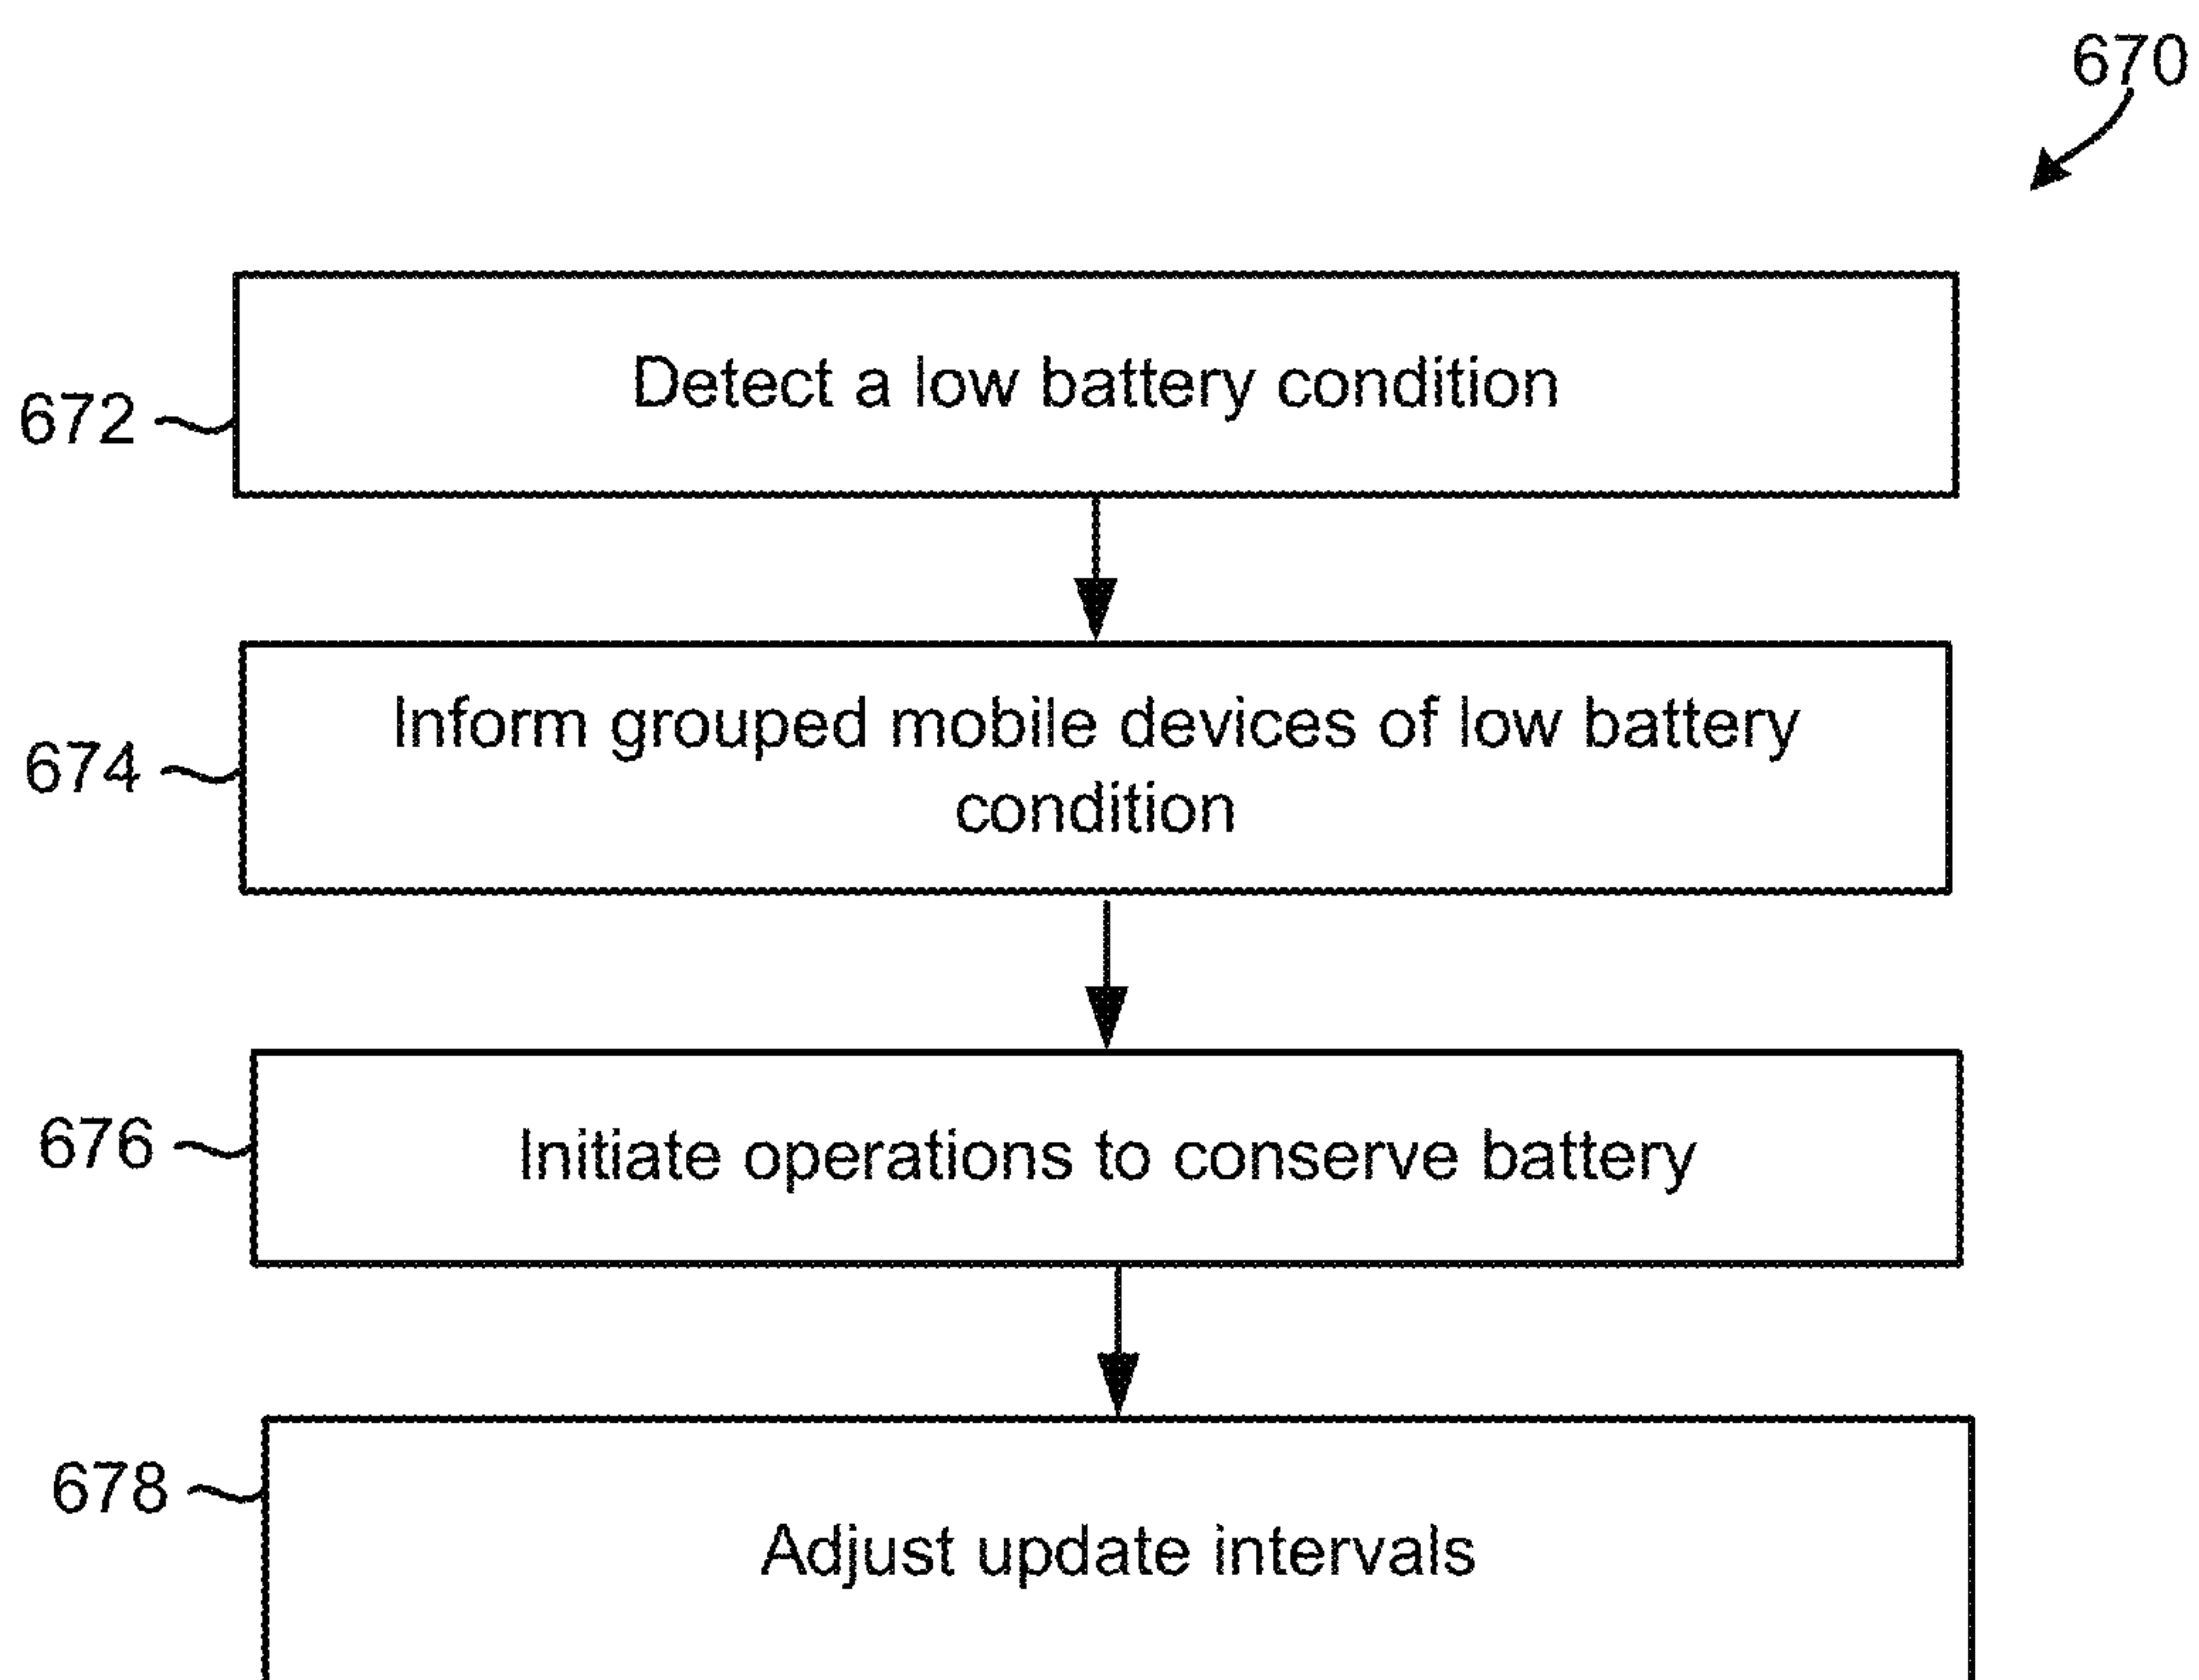 670
Detect a low battery condition
672
Inform grouped mobile devices of low battery
condition
674
Initiate operations to conserve battery
676
678
Adjust update intervals